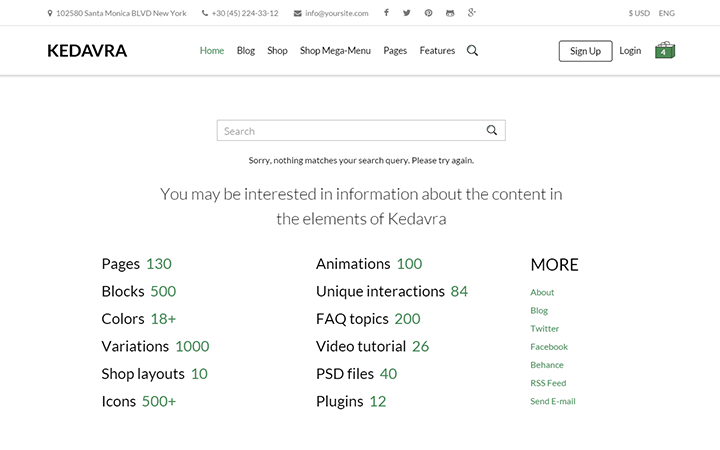 102580 Santa Monica BLVD New York +30 (45) 224-33-12 info@yoursite.com $ USD ENG
KEDAVRA Home Blog Shop Shop Mega-Menu Pages Features Sign Up Login 4
Search
Sorry, nothing matches your search query. Please try again.
You may be interested in information about the content in
the elements of Kedavra
Pages 130
Blocks 500
Colors 18+
Variations 1000
Shop layouts 10
Icons 500+
Animations 100
Unique interactions 84
FAQ topics 200
Video tutorial 26
PSD files 40
Plugins 12
MORE
About
Blog
Twitter
Facebook
Behance
RSS Feed
Send E-mail